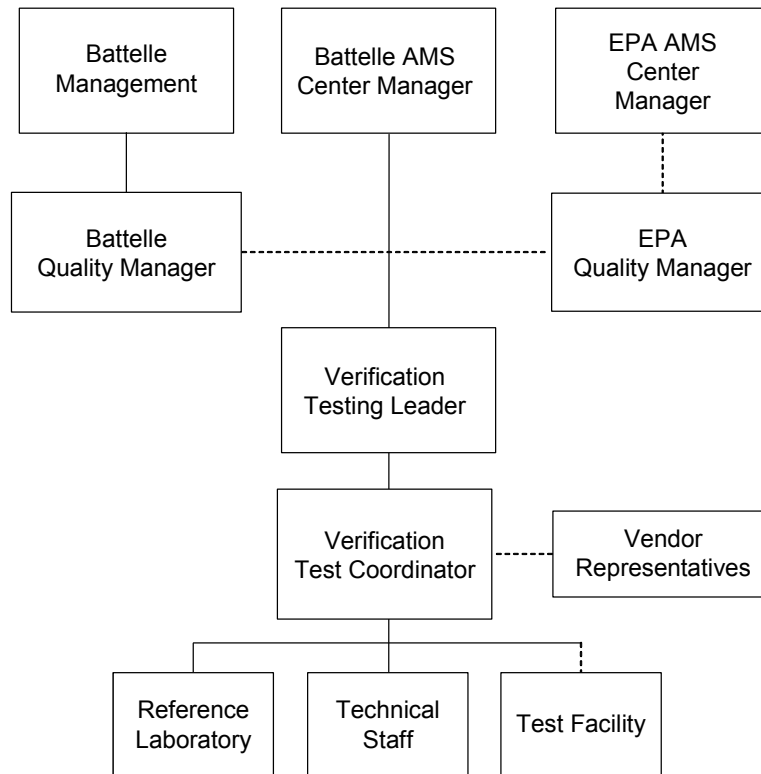 Battelle
Management
Battelle AMS
Center Manager
EPA AMS
Center
Manager
Battelle
Quality Manager
EPA
Quality Manager
Verification
Testing Leader
Verification
Test Coordinator
Vendor
Representatives
Reference
Laboratory
Technical
Staff
Test Facility